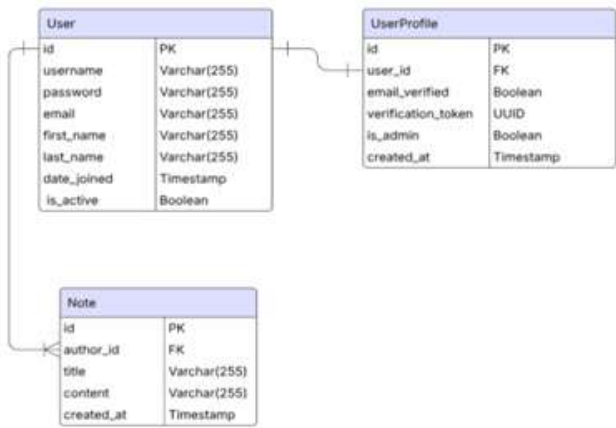 User
id PK
username Varchar(255)
password Varchar(255)
email Varchar(255)
first_name Varchar(255)
last_name Varchar(255)
date_joined Timestamp
is_active Boolean
UserProfile
id PK
user_id FK
email_verified Boolean
verification_token UUID
is_admin Boolean
created_at Timestamp
Note
id PK
author_id FK
title Varchar(255)
content Varchar(255)
created_at Timestamp